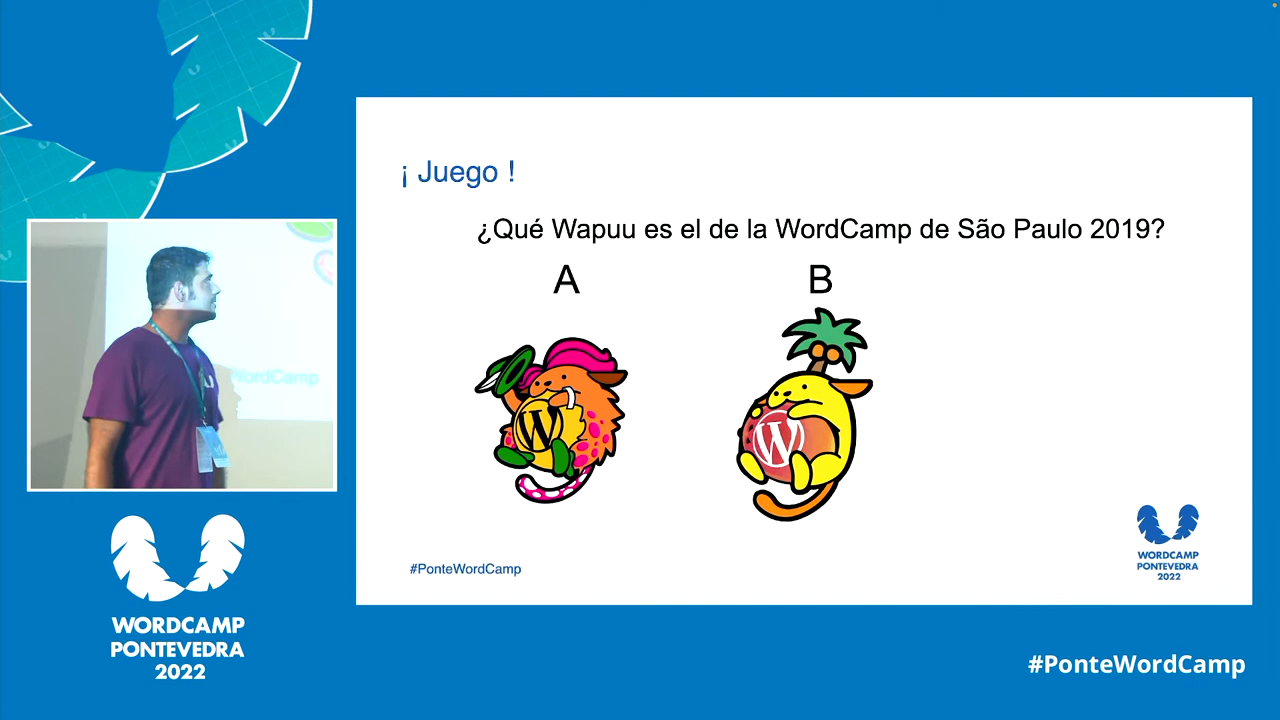 ¡ Juego !
¿Qué Wapuu es el de la WordCamp de São Paulo 2019?
A
B
W
W
#PonteWordCamp
WORDCAMP
PONTEVEDRA
2022
WordCamp
WORDCAMP
PONTEVEDRA
2022
#PonteWordCamp